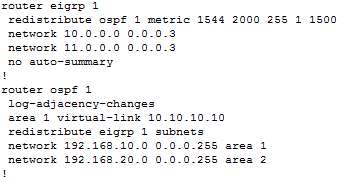 router eigrp 1
redistribute ospf 1 metric 1544 2000 255 1 1500
network 10.0.0.0 0.0.0.3
network 11.0.0.0 0.0.0.3
no auto-summary
!
router ospf 1
log-adjacency-changes
area 1 virtual-link 10.10.10.10
redistribute eigrp 1 subnets
network 192.168.10.0 0.0.0.255 area 1
network 192.168.20.0 0.0.0.255 area 2
!